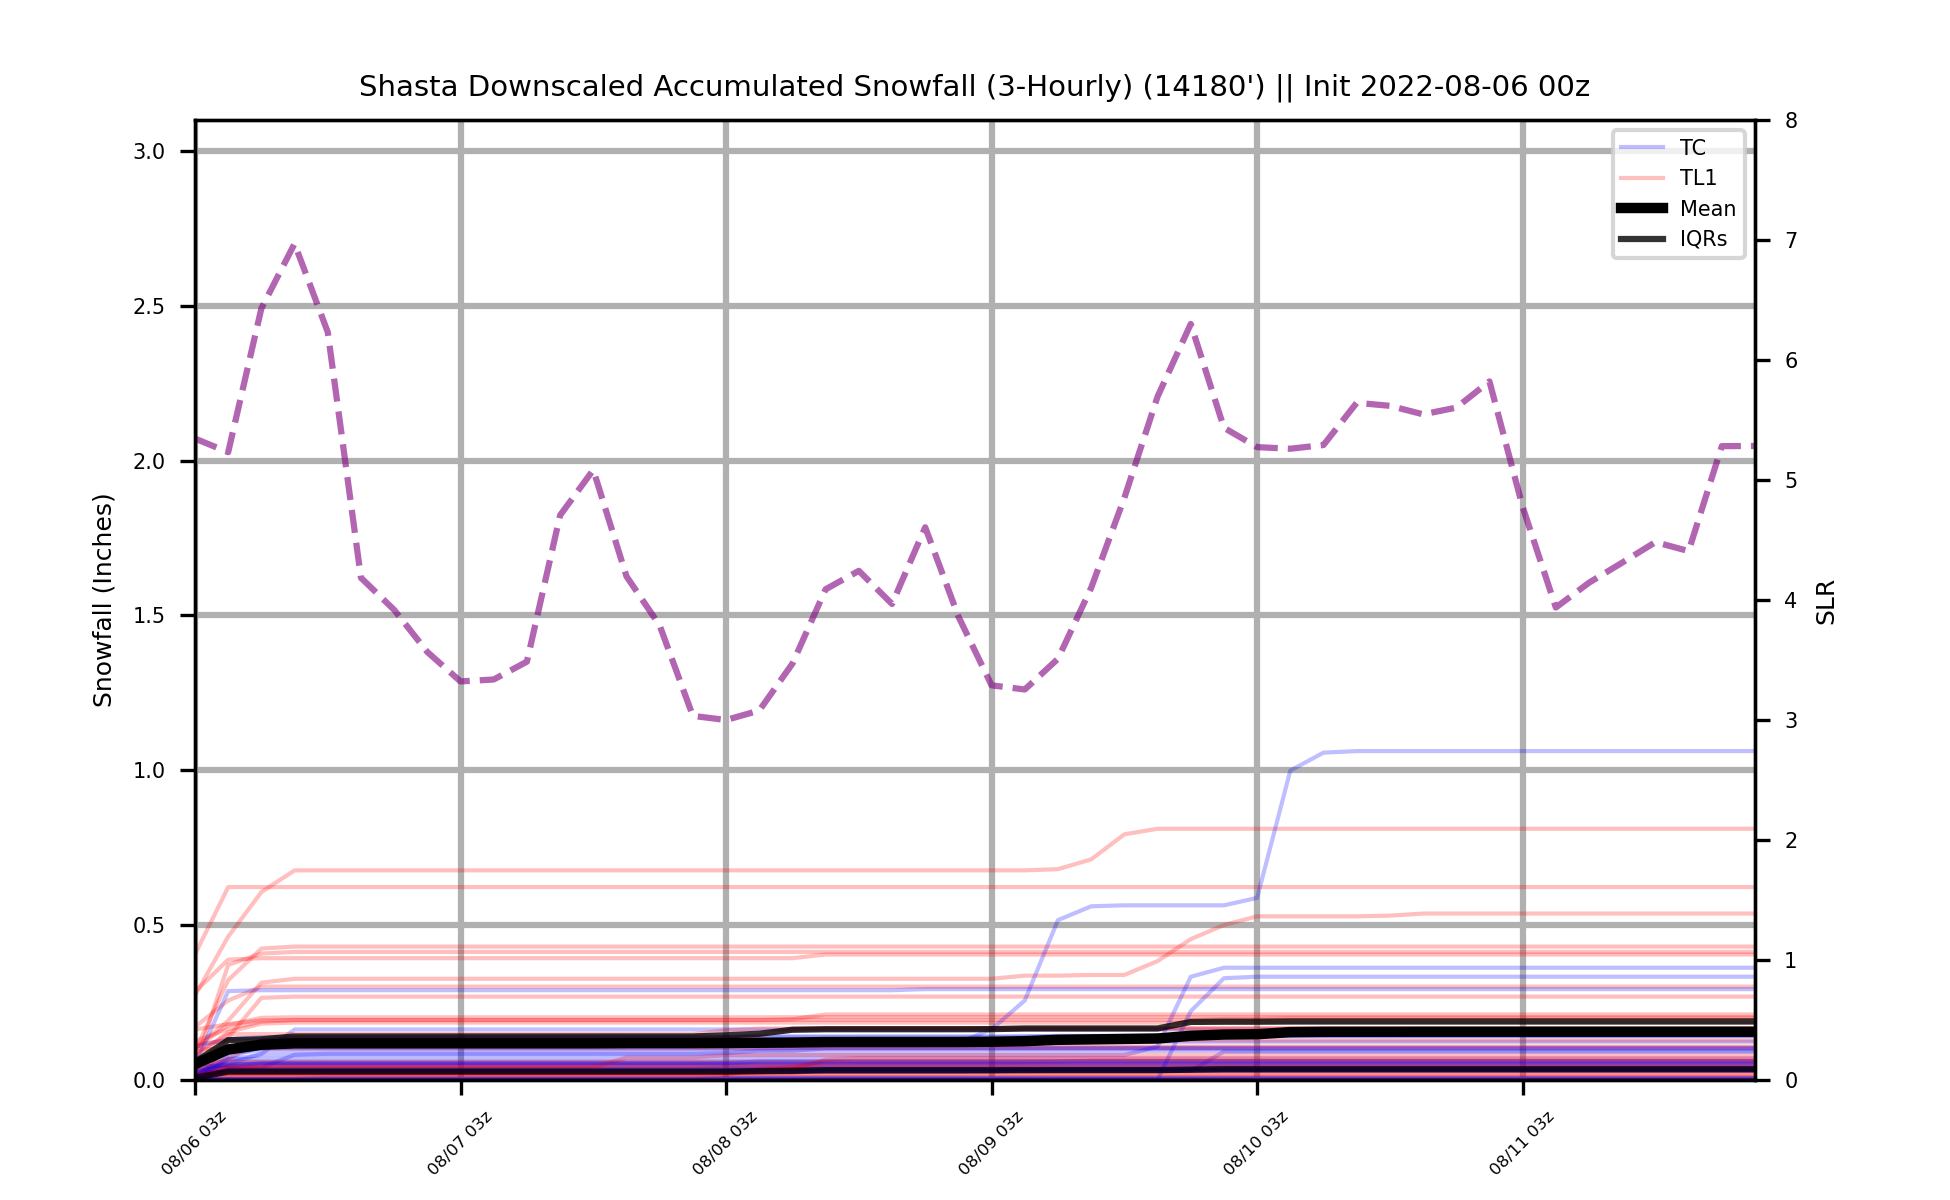 Shasta Downscaled Accumulated Snowfall (3-Hourly) (14180') || Init 2022-08-06 00z
TC
TL1
Mean
IQRs
Snowfall (Inches)
3.0
2.5
2.0
1.5
1.0
0.5
0.0
8
7
6
5
4
3
2
1
0
SLR
08/06 03z
08/07 03z
08/08 03z
08/09 03z
08/10 03z
08/11 03z